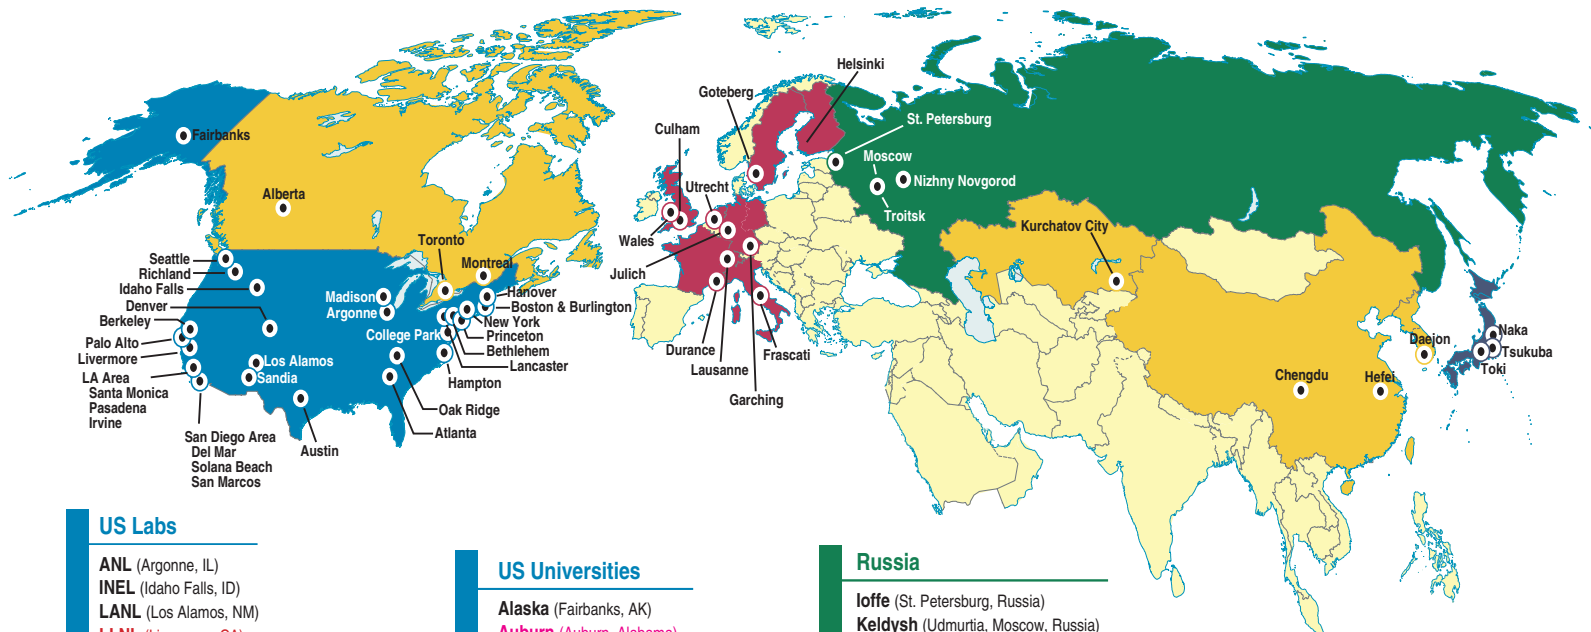 Helsinki
Goteberg
Culham
St. Petersburg
Fairbanks
Moscow
Nizhny Novgorod
Utrecht
Alberta
Troitsk
Kurchatov City
Wales
Toronto
Seattle
Montreal
Richland
Julich
Idaho Falls
Madison
Hanover
Denver
Argonne
Boston & Burlington
Berkeley
New York
College Park
Princeton
Palo Alto
Bethlehem
Livermore
Los Alamos
Lancaster
LA Area
Sandia
Santa Monica
Pasadena
Irvine
Hampton
Durance
Frascati
Lausanne
Garching
Oak Ridge
Atlanta
Austin
San Diego Area
Del Mar
Solana Beach
San Marcos
Naka
Daejon
Tsukuba
Toki
Chengdu
Hefei
US Labs
ANL (Argonne, IL)
INEL (Idaho Falls, ID)
LANL (Los Alamos, NM)
US Universities
Alaska (Fairbanks, AK)
Auburn (Auburn, Alabama)
Russia
Ioffe (St. Petersburg, Russia)
Keldysh (Udmurtia, Moscow, Russia)